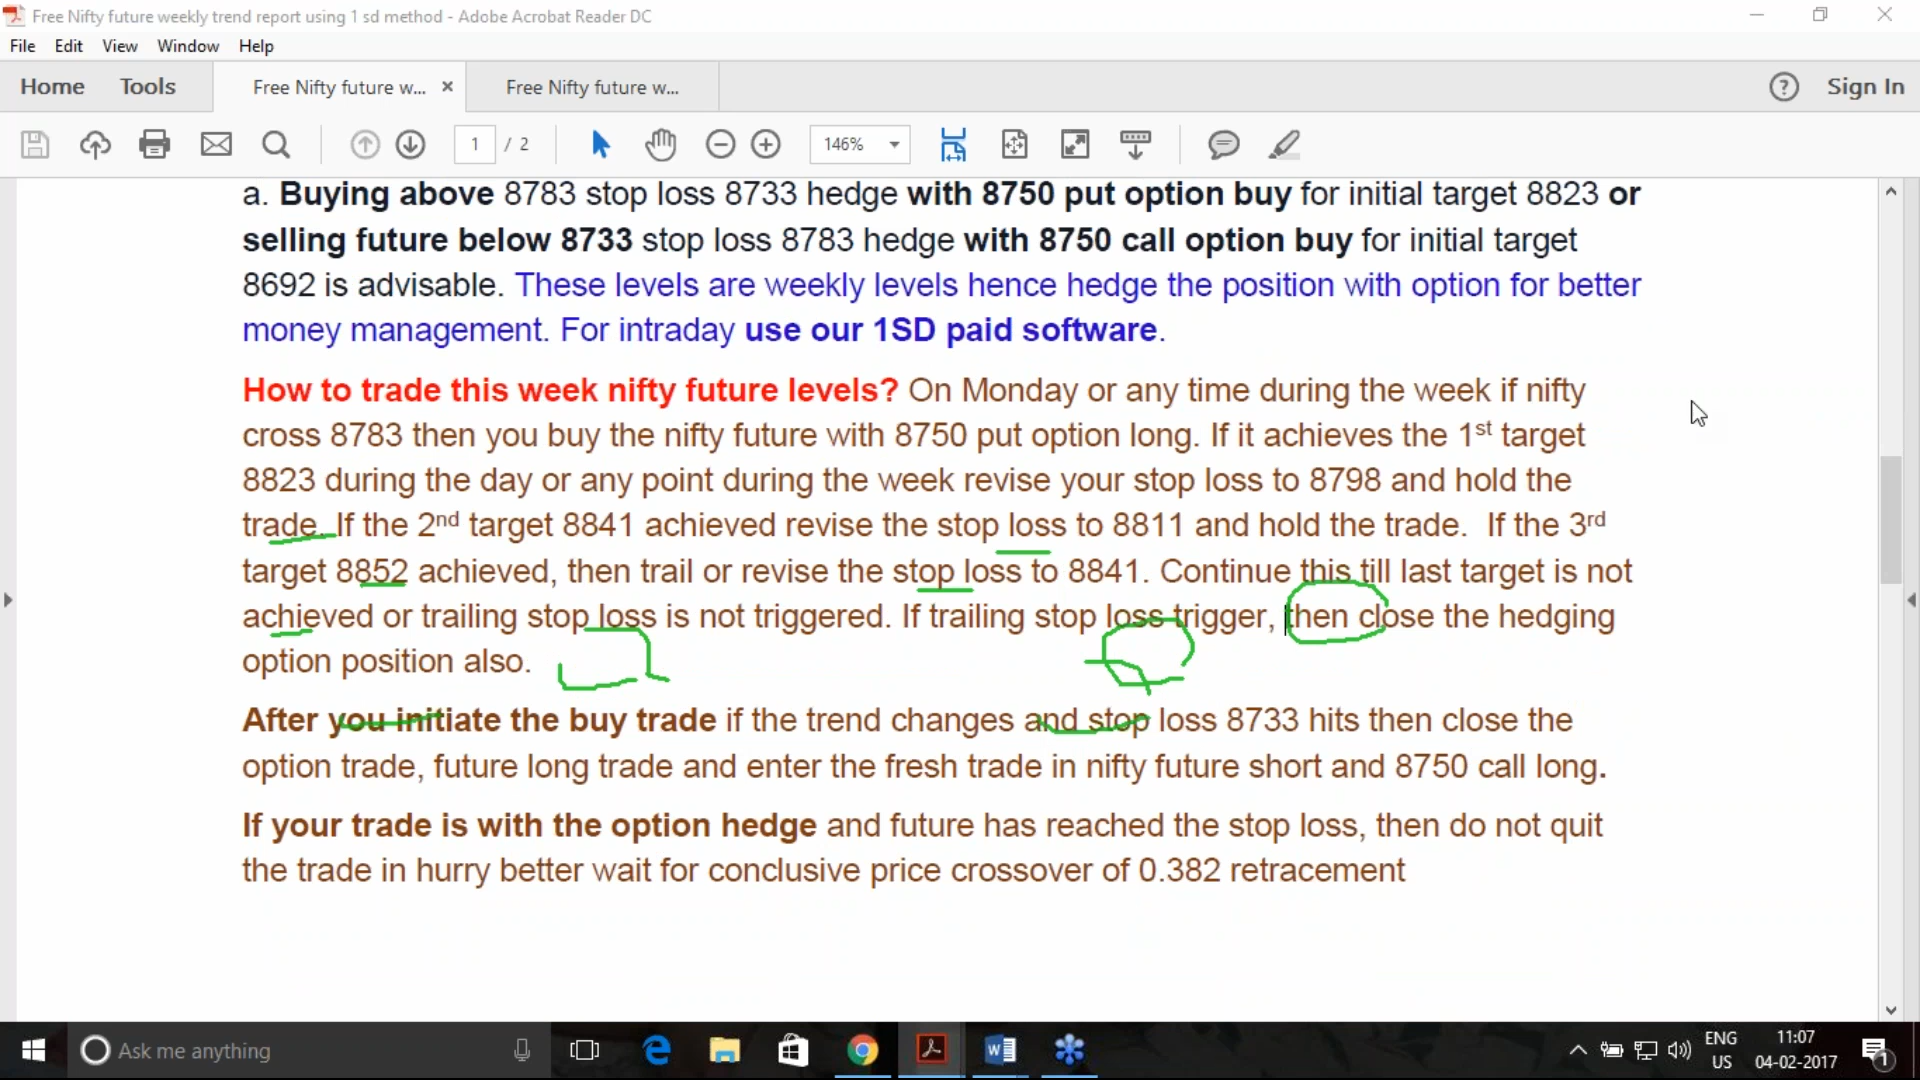 Free Nifty future weekly trend report using 1 sd method - Adobe Acrobat Reader DC
File Edit View Window Help
Home Tools Free Nifty future w... × Free Nifty future w... ? Sign In
1 / 2 146%
a. Buying above 8783 stop loss 8733 hedge with 8750 put option buy for initial target 8823 or
selling future below 8733 stop loss 8783 hedge with 8750 call option buy for initial target
8692 is advisable. These levels are weekly levels hence hedge the position with option for better
money management. For intraday use our 1SD paid software.
How to trade this week nifty future levels? On Monday or any time during the week if nifty
cross 8783 then you buy the nifty future with 8750 put option long. If it achieves the 1st target
8823 during the day or any point during the week revise your stop loss to 8798 and hold the
trade. If the 2nd target 8841 achieved revise the stop loss to 8811 and hold the trade. If the 3rd
target 8852 achieved, then trail or revise the stop loss to 8841. Continue this till last target is not
achieved or trailing stop loss is not triggered. If trailing stop loss trigger, then close the hedging
option position also.
After you initiate the buy trade if the trend changes and stop loss 8733 hits then close the
option trade, future long trade and enter the fresh trade in nifty future short and 8750 call long.
If your trade is with the option hedge and future has reached the stop loss, then do not quit
the trade in hurry better wait for conclusive price crossover of 0.382 retracement
Ask me anything
ENG
US
11:07
04-02-2017
1